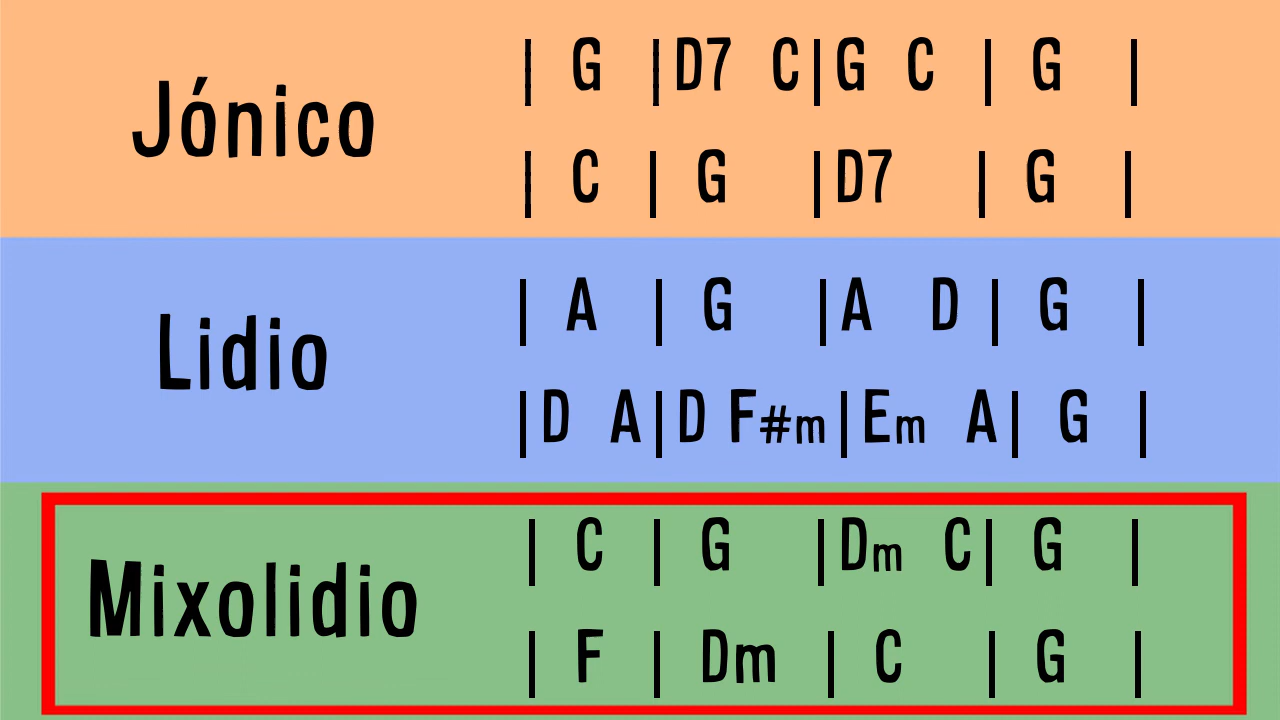 Jónico
| G | D7 C | G C | G |
| C | G | D7 | G |
Lidio
| A | G | A D | G |
| D A | D F#m | Em A | G |
Mixolidio
| C | G | Dm C | G |
| F | Dm | C | G |